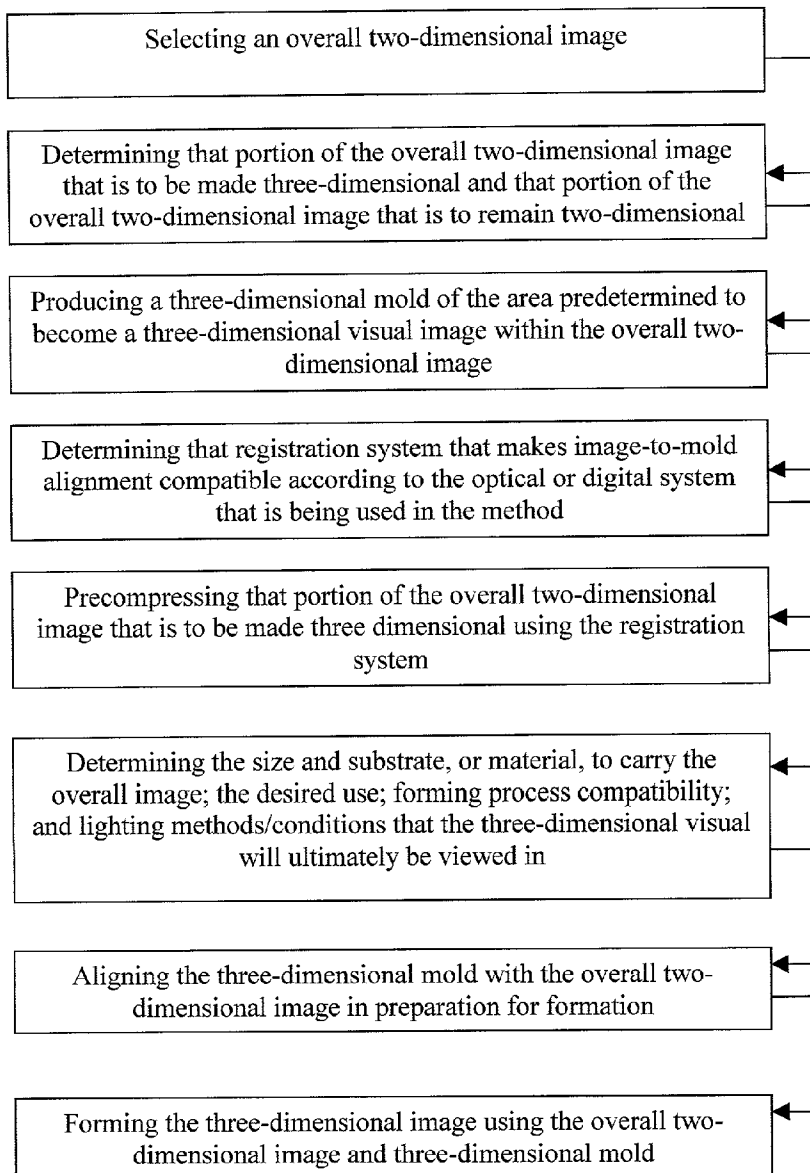 Selecting an overall two-dimensional image
Determining that portion of the overall two-dimensional image
that is to be made three-dimensional and that portion of the
overall two-dimensional image that is to remain two-dimensional
Producing a three-dimensional mold of the area predetermined to
become a three-dimensional visual image within the overall two-
dimensional image
Determining that registration system that makes image-to-mold
alignment compatible according to the optical or digital system
that is being used in the method
Precompressing that portion of the overall two-dimensional
image that is to be made three dimensional using the registration
system
Determining the size and substrate, or material, to carry the
overall image; the desired use; forming process compatibility;
and lighting methods/conditions that the three-dimensional visual
will ultimately be viewed in
Aligning the three-dimensional mold with the overall two-
dimensional image in preparation for formation
Forming the three-dimensional image using the overall two-
dimensional image and three-dimensional mold